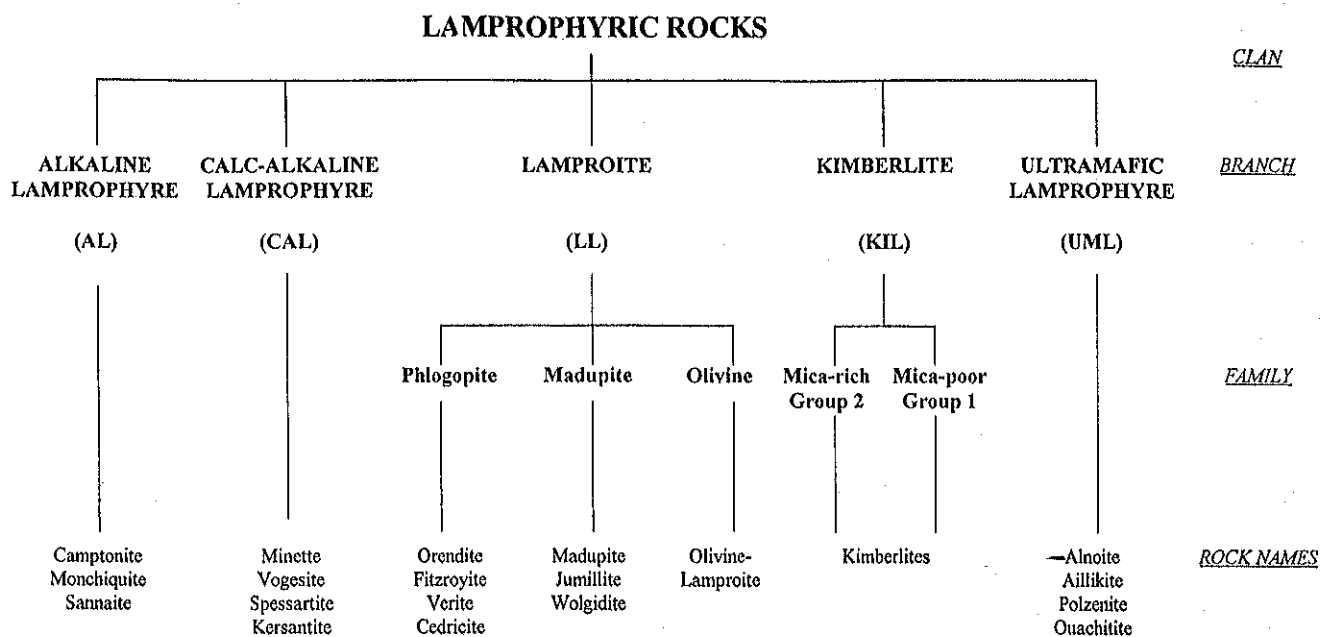 LAMPROPHYRIC ROCKS
CLAN
ALKALINE
LAMPROPHYRE
CALC-ALKALINE
LAMPROPHYRE
LAMPROITE
KIMBERLITE
ULTRAMAFIC
LAMPROPHYRE
BRANCH
(AL)
(CAL)
(LL)
(KIL)
(UML)
Phlogopite
Madupite
Olivine
Mica-rich
Group 2
Mica-poor
Group 1
FAMILY
Camptonite
Monchiquite
Sannaite
Minette
Vogesite
Spessartite
Kersantite
Orendite
Fitzroyite
Verite
Cedricite
Madupite
Jumillite
Wolgidite
Olivine-
Lamproite
Kimberlites
Alnoite
Aillikite
Polzenite
Ouachitite
ROCK NAMES